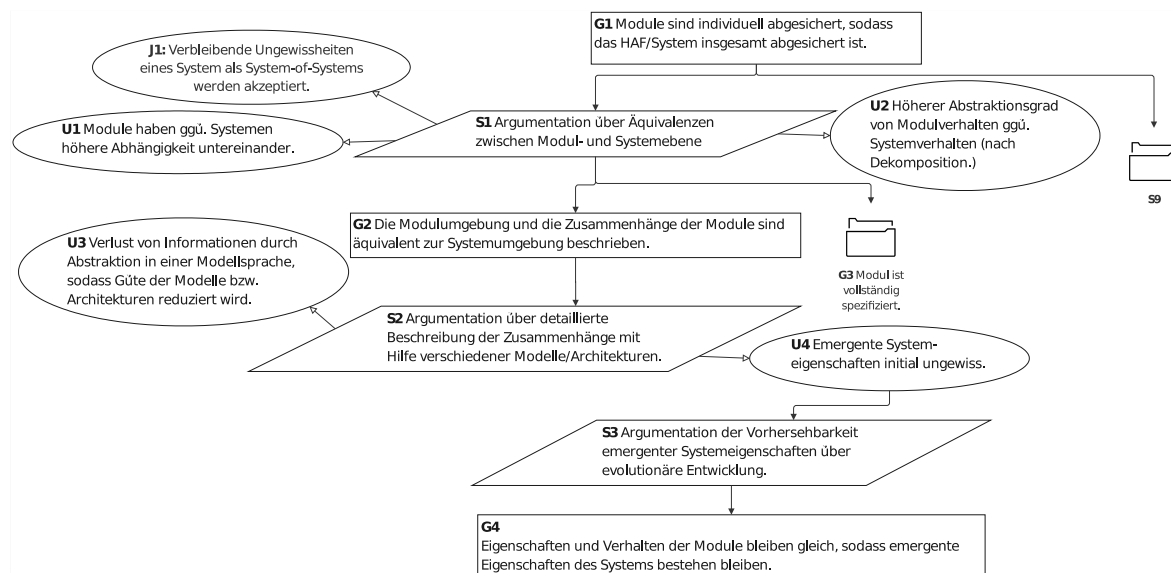 G1 Module sind individuell abgesichert, sodass
das HAF/System insgesamt abgesichert ist.
J1: Verbleibende Ungewissheiten
eines System als System-of-Systems
werden akzeptiert.
U1 Module haben ggü. Systemen
höhere Abhängigkeit untereinander.
S1 Argumentation über Äquivalenzen
zwischen Modul- und Systemebene
U2 Höherer Abstraktionsgrad
von Modulverhalten ggü.
Systemverhalten (nach
Dekomposition.)
S9
G2 Die Modulumgebung und die Zusammenhänge der Module sind
äquivalent zur Systemumgebung beschrieben.
G3 Modul ist
vollständig
spezifiziert.
U3 Verlust von Informationen durch
Abstraktion in einer Modellsprache,
sodass Güte der Modelle bzw.
Architekturen reduziert wird.
S2 Argumentation über detaillierte
Beschreibung der Zusammenhänge mit
Hilfe verschiedener Modelle/Architekturen.
U4 Emergente System-
eigenschaften initial ungewiss.
S3 Argumentation der Vorhersehbarkeit
emergenter Systemeigenschaften über
evolutionäre Entwicklung.
G4
Eigenschaften und Verhalten der Module bleiben gleich, sodass emergente
Eigenschaften des Systems bestehen bleiben.